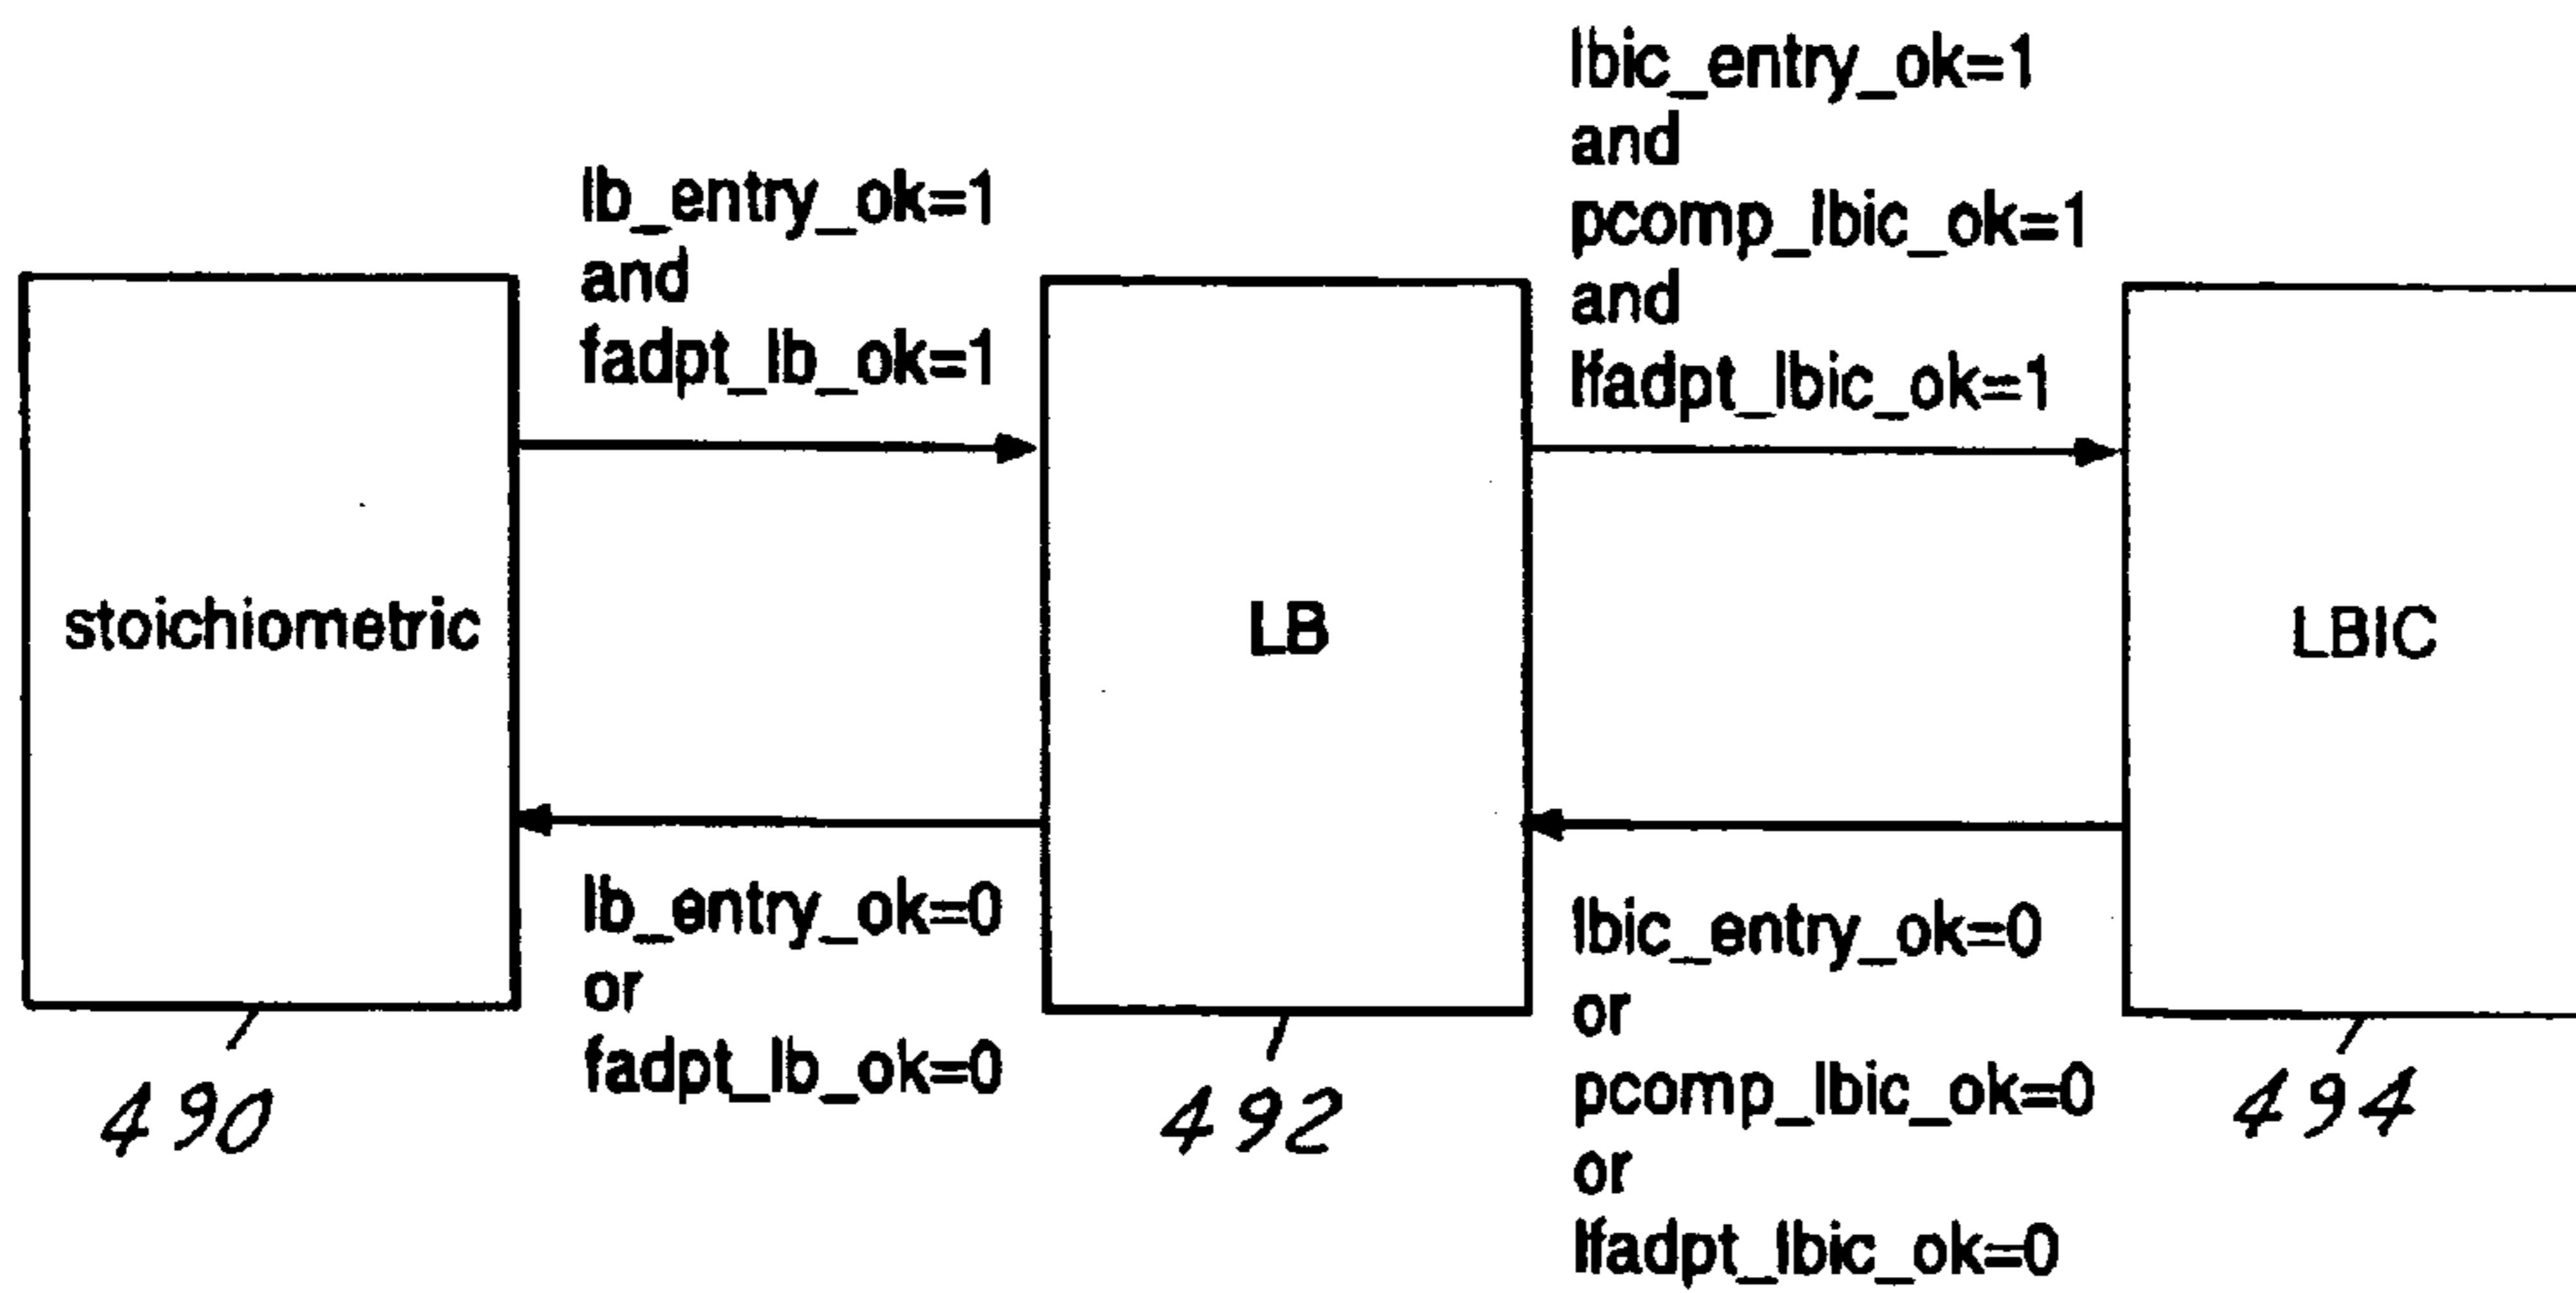 lb_entry_ok=1
and
fadpt_lb_ok=1
lbic_entry_ok=1
and
pcomp_lbic_ok=1
and
lfadpt_lbic_ok=1
stoichiometric
LB
LBIC
lb_entry_ok=0
or
fadpt_lb_ok=0
lbic_entry_ok=0
or
pcomp_lbic_ok=0
or
lfadpt_lbic_ok=0
490
492
494